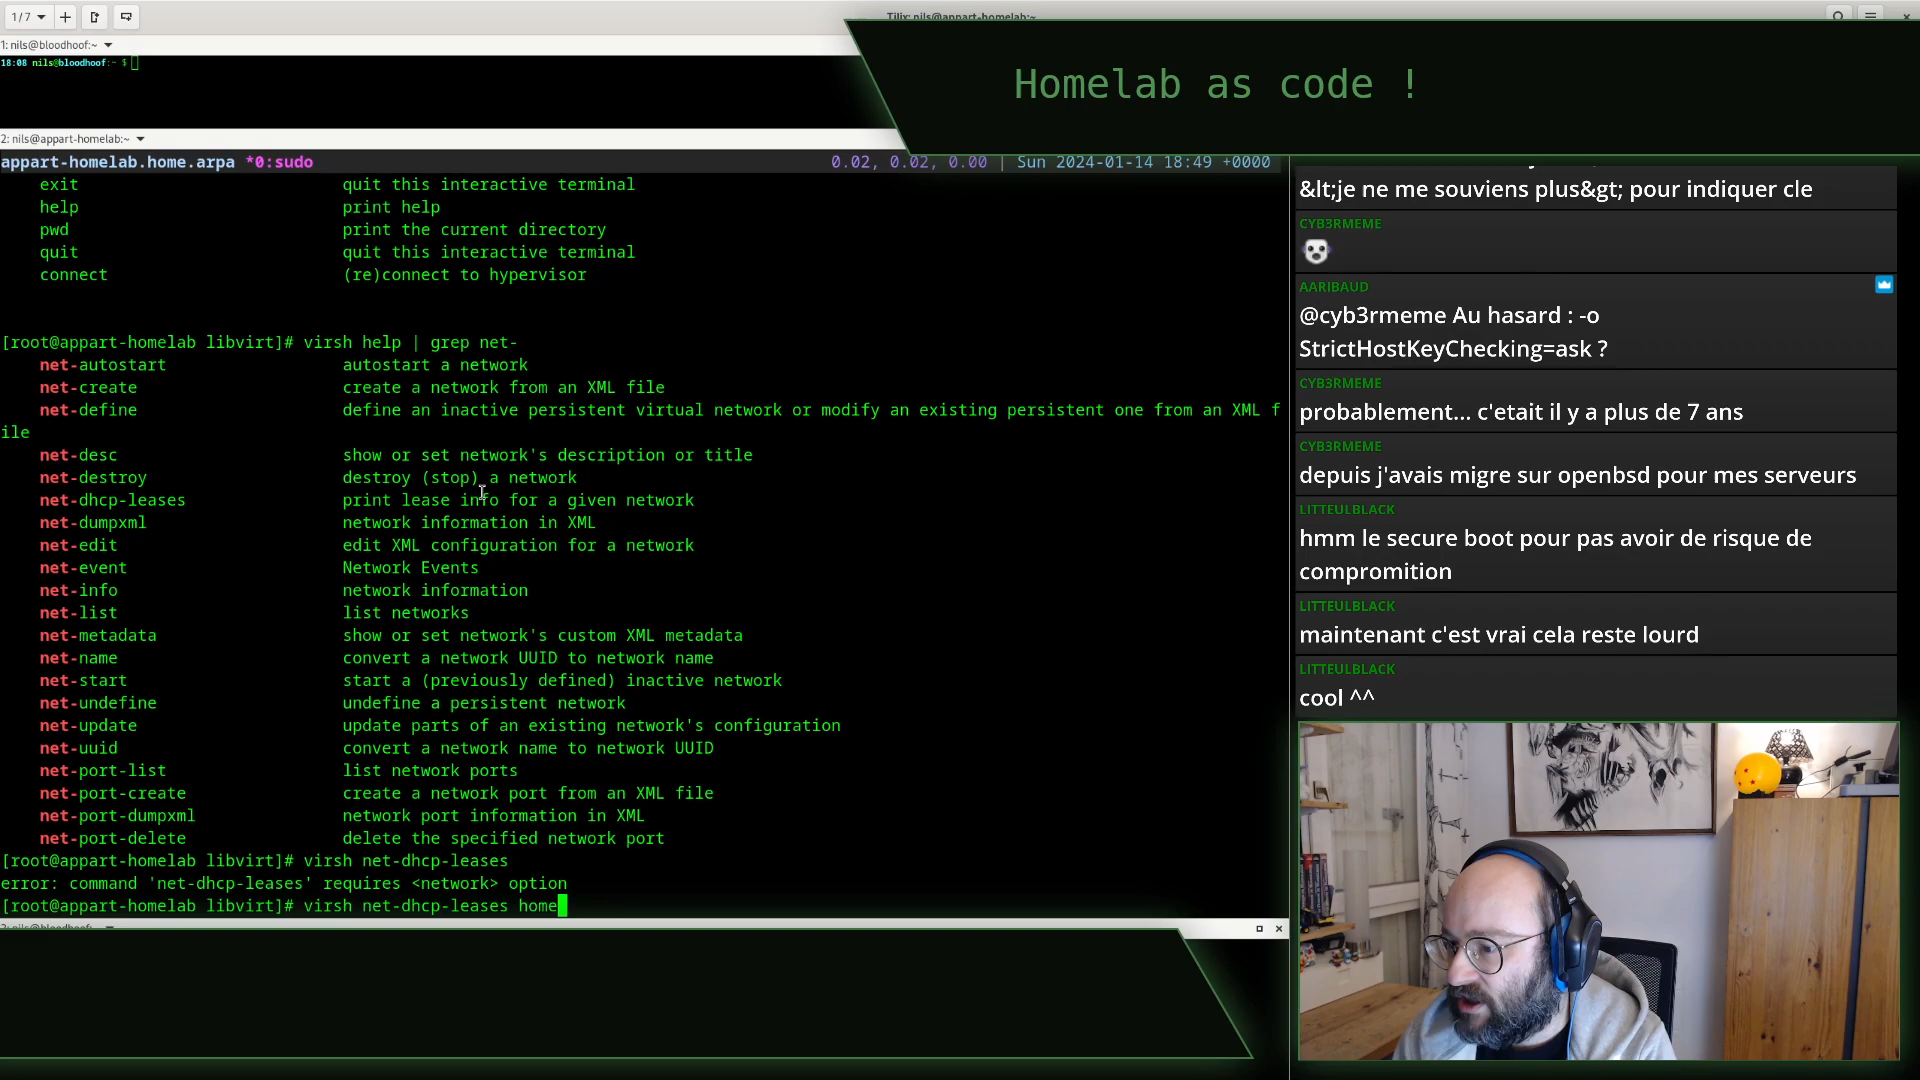 1/7
Tilix: nils@appart-homelab:~
1: nils@bloodhoof:~
18:08 nils@bloodhoof:~ $
Homelab as code !
2: nils@appart-homelab:~
appart-homelab.home.arpa *0:sudo 0.02, 0.02, 0.00 | Sun 2024-01-14 18:49 +0000
exit quit this interactive terminal
help print help
pwd print the current directory
quit quit this interactive terminal
connect (re)connect to hypervisor
[root@appart-homelab libvirt]# virsh help | grep net-
net-autostart autostart a network
net-create create a network from an XML file
net-define define an inactive persistent virtual network or modify an existing persistent one from an XML f
ile
net-desc show or set network's description or title
net-destroy destroy (stop) a network
net-dhcp-leases print lease info for a given network
net-dumpxml network information in XML
net-edit edit XML configuration for a network
net-event Network Events
net-info network information
net-list list networks
net-metadata show or set network's custom XML metadata
net-name convert a network UUID to network name
net-start start a (previously defined) inactive network
net-undefine undefine a persistent network
net-update update parts of an existing network's configuration
net-uuid convert a network name to network UUID
net-port-list list network ports
net-port-create create a network port from an XML file
net-port-dumpxml network port information in XML
net-port-delete delete the specified network port
[root@appart-homelab libvirt]# virsh net-dhcp-leases
error: command 'net-dhcp-leases' requires <network> option
[root@appart-homelab libvirt]# virsh net-dhcp-leases home
&lt;je ne me souviens plus&gt; pour indiquer cle
CYB3RMEME
AARIBAUD
@cyb3rmeme Au hasard : -o
StrictHostKeyChecking=ask ?
CYB3RMEME
probablement... c'etait il y a plus de 7 ans
CYB3RMEME
depuis j'avais migre sur openbsd pour mes serveurs
LITTEULBLACK
hmm le secure boot pour pas avoir de risque de
compromition
LITTEULBLACK
maintenant c'est vrai cela reste lourd
LITTEULBLACK
cool ^^